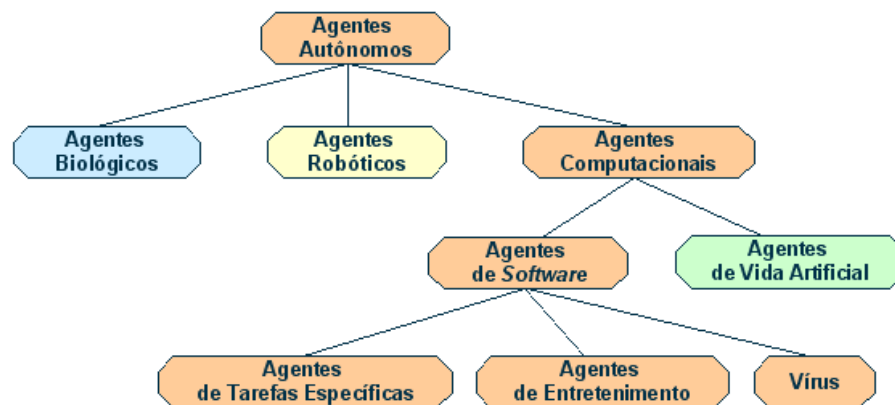 Agentes
Autônomos
Agentes
Biológicos
Agentes
Robóticos
Agentes
Computacionais
Agentes
de Software
Agentes
de Vida Artificial
Agentes
de Tarefas Específicas
Agentes
de Entretenimento
Vírus